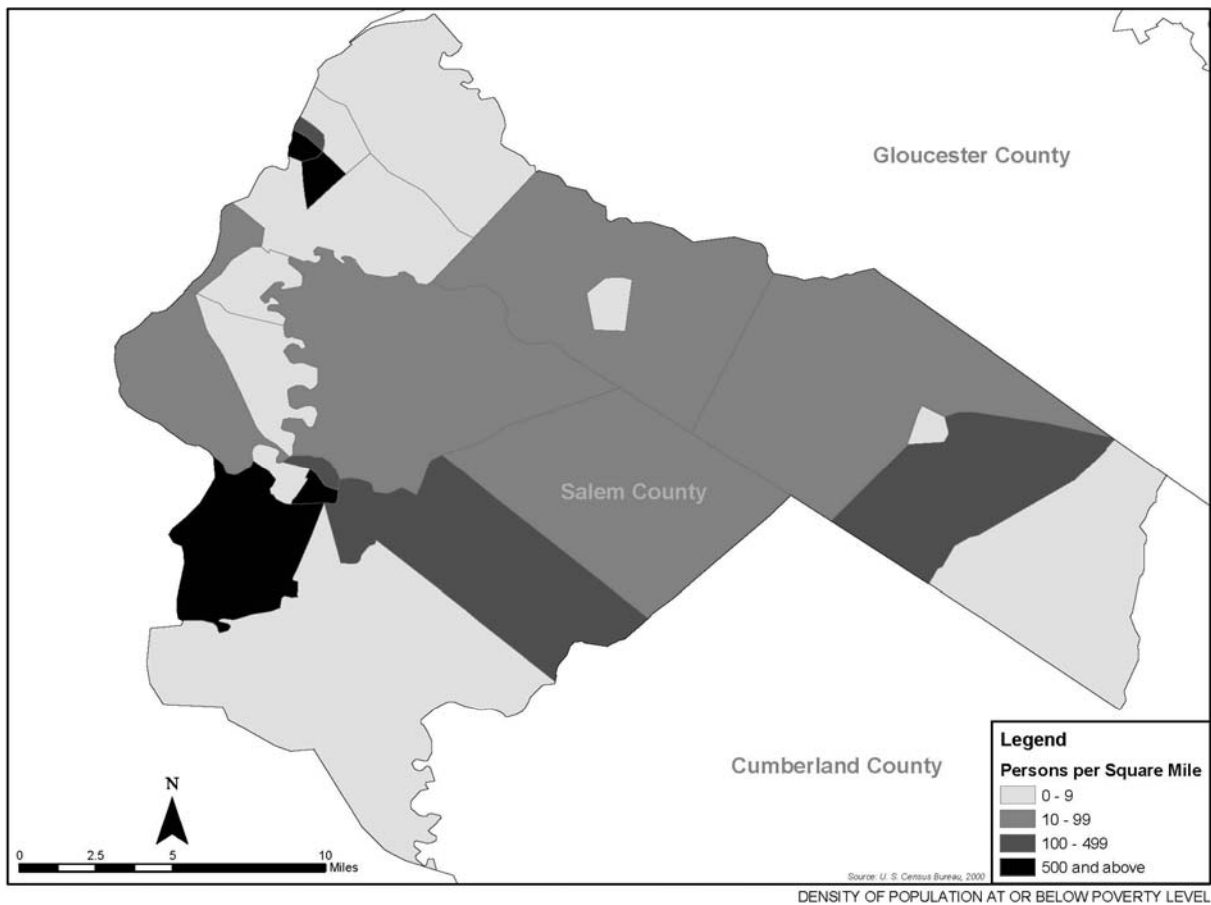 Gloucester County
Salem County
Cumberland County
N
0 2.5 5 10
Miles
Legend
Persons per Square Mile
0 - 9
10 - 99
100 - 499
500 and above
Source: U. S. Census Bureau, 2000
DENSITY OF POPULATION AT OR BELOW POVERTY LEVEL